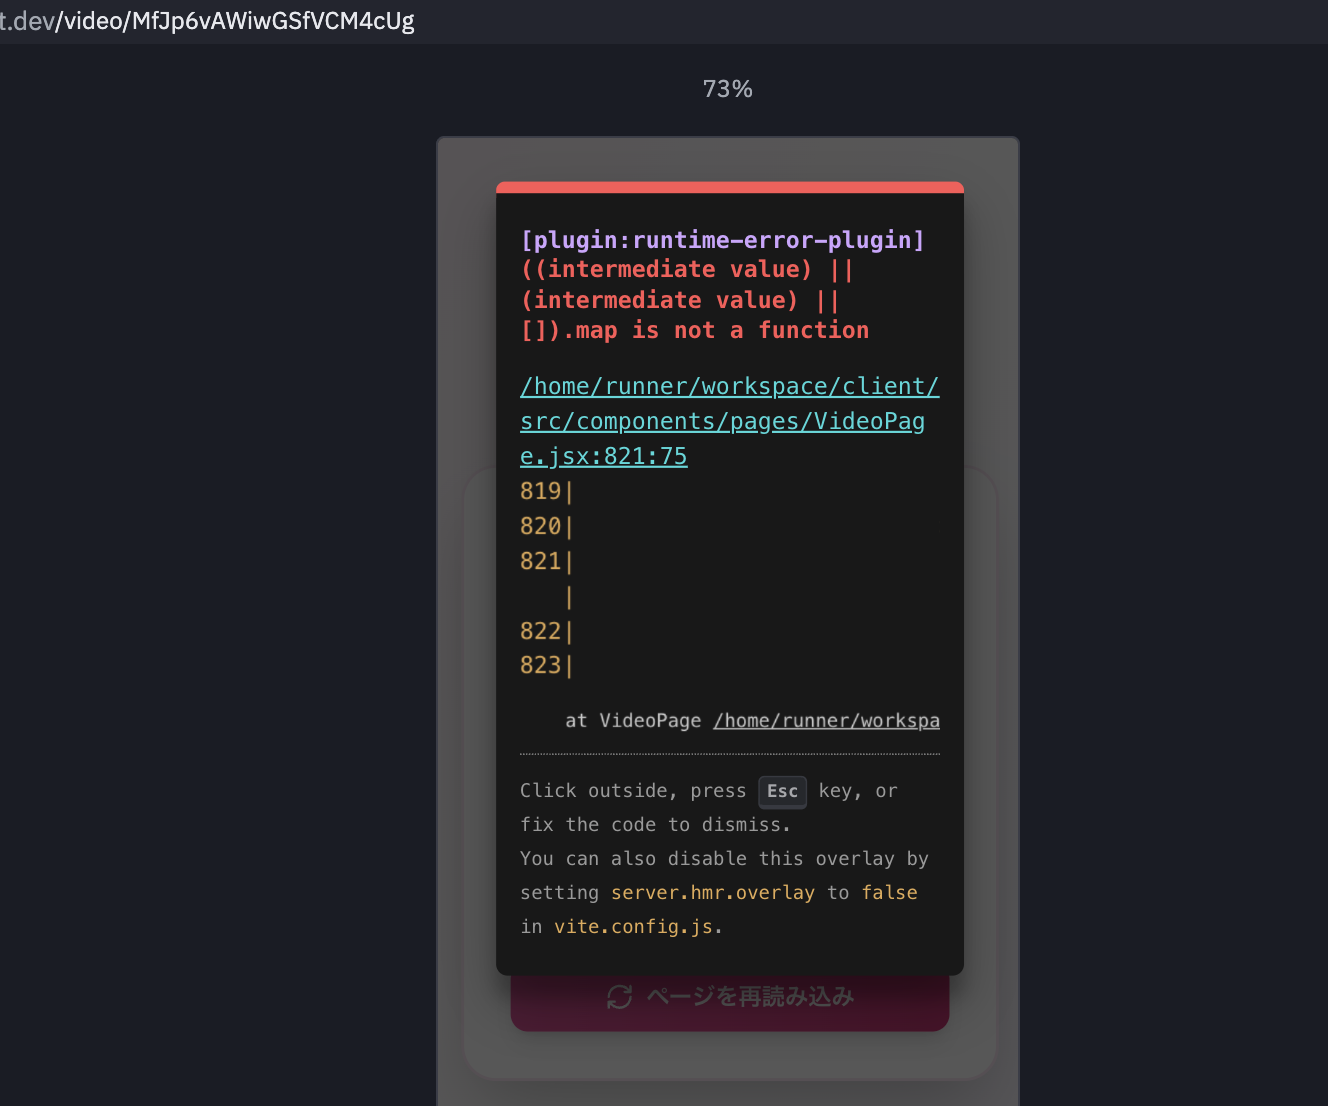 t.dev/video/MfJp6vAWiwGSfVCM4cUg
73%
[plugin:runtime-error-plugin]
((intermediate value) ||
(intermediate value) ||
[]).map is not a function
/home/runner/workspace/client/
src/components/pages/VideoPag
e.jsx:821:75
819|
820|
821|
|
822|
823|
at VideoPage /home/runner/workspa
Click outside, press Esc key, or
fix the code to dismiss.
You can also disable this overlay by
setting server.hmr.overlay to false
in vite.config.js.
ページを再読み込み